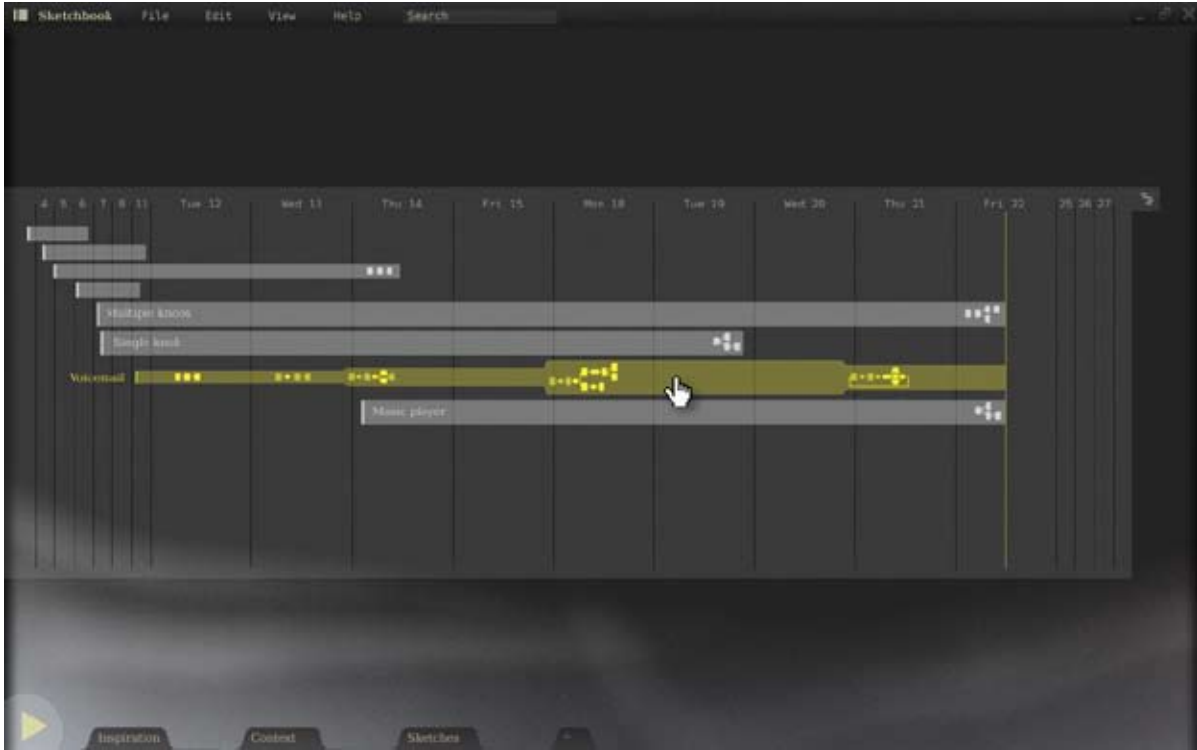 Sketchbook File Edit View Help Search
4 5 6 7 8 11 Tue 12 Wed 13 Thu 14 Fri 15 Mon 18 Tue 19 Wed 20 Thu 21 Fri 22 25 26 27
Multiple knobs
Single knob
Voicemail
Music player
Inspiration Context Sketches